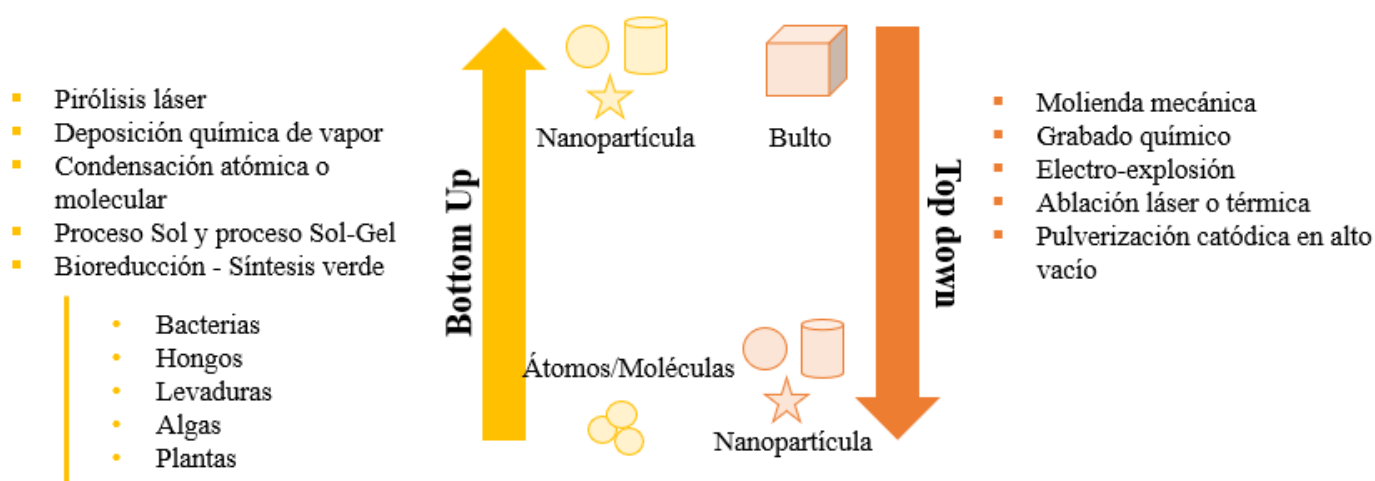 Pirólisis láser
Deposición química de vapor
Condensación atómica o
molecular
Proceso Sol y proceso Sol-Gel
Bioreducción - Síntesis verde
Bacterias
Hongos
Levaduras
Algas
Plantas
Bottom Up
Nanopartícula
Átomos/Moléculas
Bulto
Nanopartícula
Top down
Molienda mecánica
Grabado químico
Electro-explosión
Ablación láser o térmica
Pulverización catódica en alto
vacío